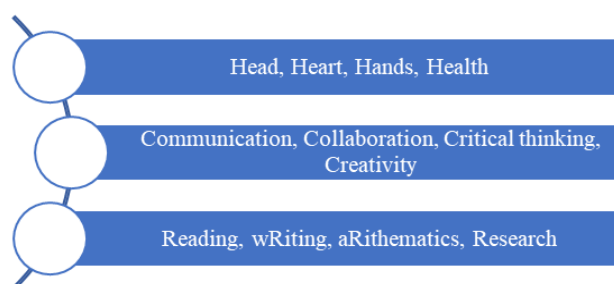 Head, Heart, Hands, Health
Communication, Collaboration, Critical thinking,
Creativity
Reading, wRiting, aRithematics, Research